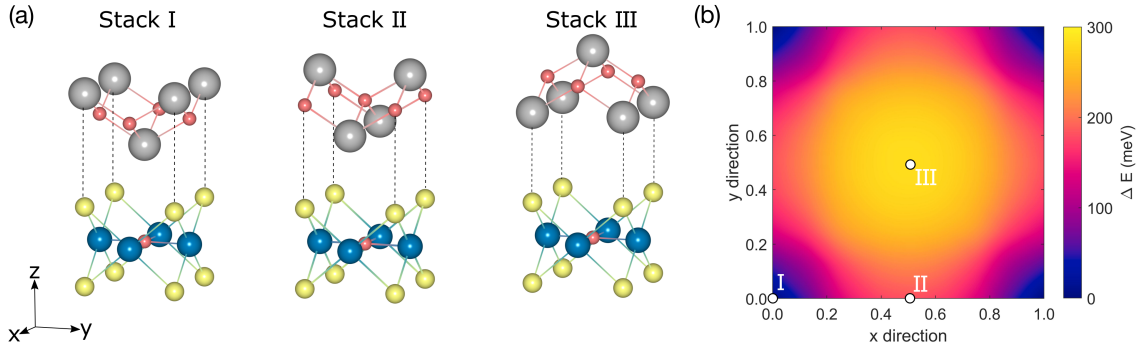 (a)
Stack I
Stack II
Stack III
z
x
y
(b)
1.0
0.8
0.6
0.4
0.2
0.0
y direction
0.0
0.2
0.4
0.6
0.8
1.0
x direction
I
II
III
300
200
100
0
Δ E (meV)